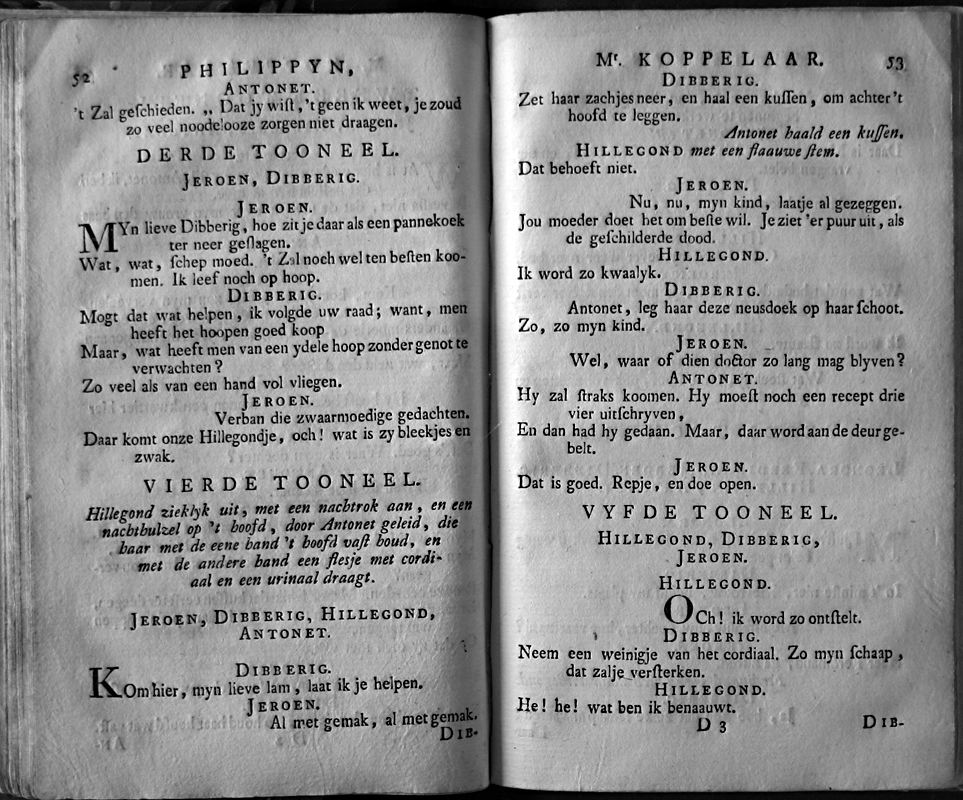 52 PHILIPPYN,
ANTONET.
't Zal geſchieden. ,, Dat jy wiſt, 't geen ik weet, je zoud
zo veel noodelooze zorgen niet draagen.
DERDE TOONEEL.
JEROEN, DIBBERIG.
JEROEN.
MYn lieve Dibberig, hoe zit je daar als een pannekoek
ter neer geſlagen.
Wat, wat, ſchep moed. 't Zal noch wel ten beſten koo-
men. Ik leef noch op hoop.
DIBBERIG.
Mogt dat wat helpen, ik volgde uw raad; want, men
heeft het hoopen goed koop
Maar, wat heeft men van een ydele hoop zonder genot te
verwachten?
Zo veel als van een hand vol vliegen.
JEROEN.
Verban die zwaarmoedige gedachten.
Daar komt onze Hillegondje, och! wat is zy bleekjes en
zwak.
VIERDE TOONEEL.
Hillegond zieklyk uit, met een nachtrok aan, en een
nachthulzel op 't hoofd, door Antonet geleid, die
haar met de eene hand 't hoofd vaſt houd, en
met de andere hand een fleſje met cordi-
aal en een urinaal draagt.
JEROEN, DIBBERIG, HILLEGOND,
ANTONET.
DIBBERIG.
KOm hier, myn lieve lam, laat ik je helpen.
JEROEN.
Al met gemak, al met gemak.
DIB-
Mr. KOPPELAAR. 53
DIBBERIG.
Zet haar zachjes neer, en haal een kuſſen, om achter 't
hoofd te leggen.
Antonet haald een kuſſen.
HILLEGOND met een flaauwe ſtem.
Dat behoeft niet.
JEROEN.
Nu, nu, myn kind, laatje al gezeggen.
Jou moeder doet het om beſte wil. Je ziet 'er puur uit, als
de geſchilderde dood.
HILLEGOND.
Ik word zo kwaalyk.
DIBBERIG.
Antonet, leg haar deze neusdoek op haar ſchoot.
Zo, zo myn kind.
JEROEN.
Wel, waar of dien doctor zo lang mag blyven?
ANTONET.
Hy zal ſtraks koomen. Hy moeſt noch een recept drie
vier uitſchryven,
En dan had hy gedaan. Maar, daar word aan de deur ge-
belt.
JEROEN.
Dat is goed. Repje, en doe open.
VYFDE TOONEEL.
HILLEGOND, DIBBERIG,
JEROEN.
HILLEGOND.
OCh! ik word zo ontſtelt.
DIBBERIG.
Neem een weinigje van het cordiaal. Zo myn ſchaap,
dat zalje verſterken.
HILLEGOND.
He! he! wat ben ik benaauwt.
D 3 DIB-